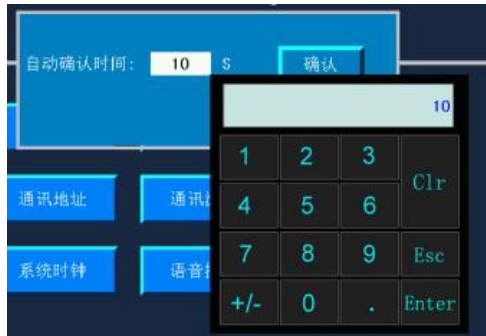 自动确认时间: 10 S 确认
10
1 2 3 Clr
4 5 6
7 8 9 Esc
+/- 0 . Enter
通讯地址 通讯
系统时钟 语音